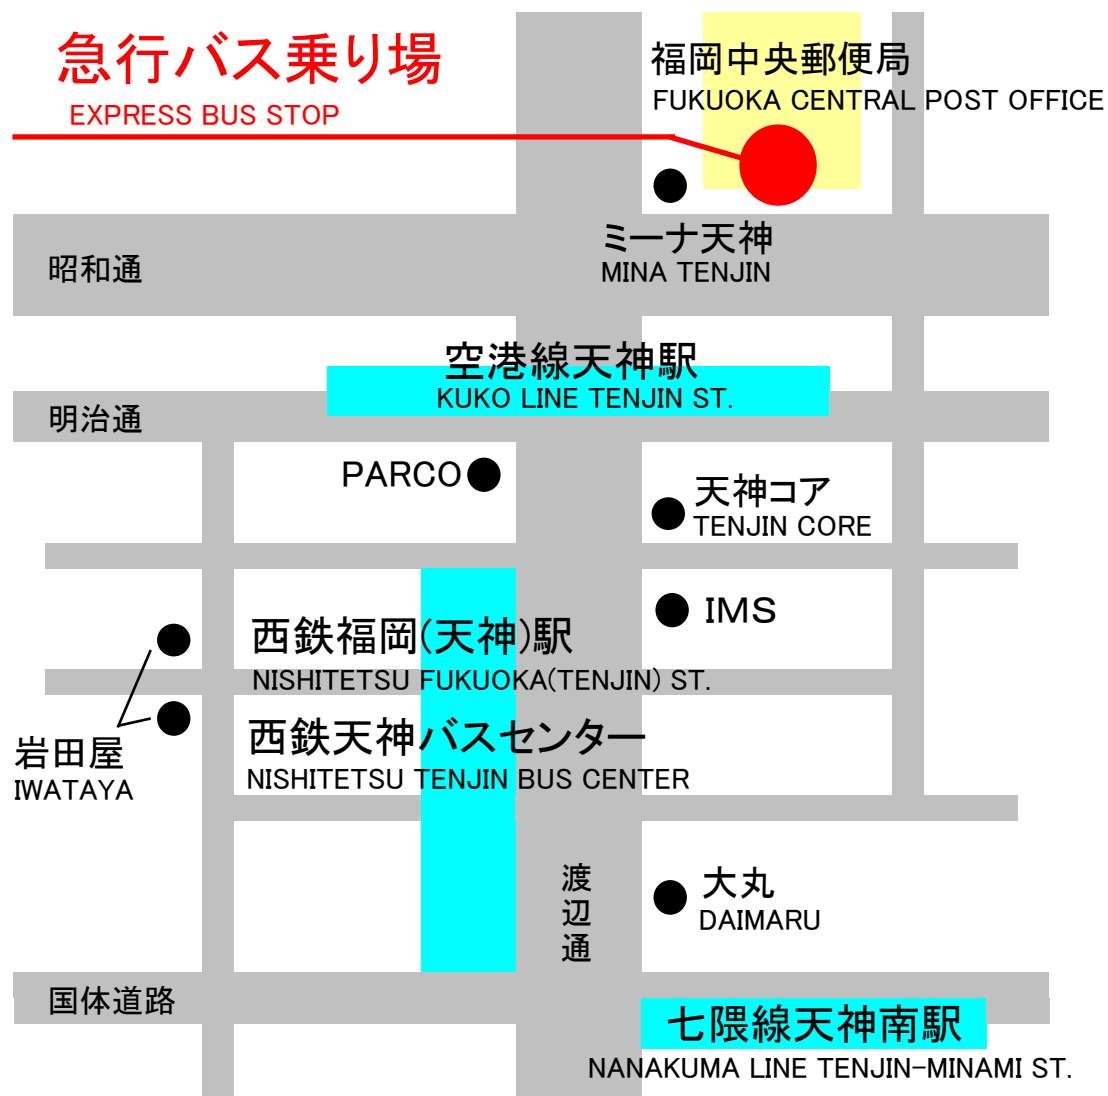 急行バス乗り場
EXPRESS BUS STOP
福岡中央郵便局
FUKUOKA CENTRAL POST OFFICE
ミーナ天神
MINA TENJIN
昭和通
空港線天神駅
KUKO LINE TENJIN ST.
明治通
PARCO
天神コア
TENJIN CORE
IMS
西鉄福岡(天神)駅
NISHITETSU FUKUOKA(TENJIN) ST.
西鉄天神バスセンター
NISHITETSU TENJIN BUS CENTER
岩田屋
IWATAYA
渡辺通
大丸
DAIMARU
国体道路
七隈線天神南駅
NANAKUMA LINE TENJIN-MINAMI ST.